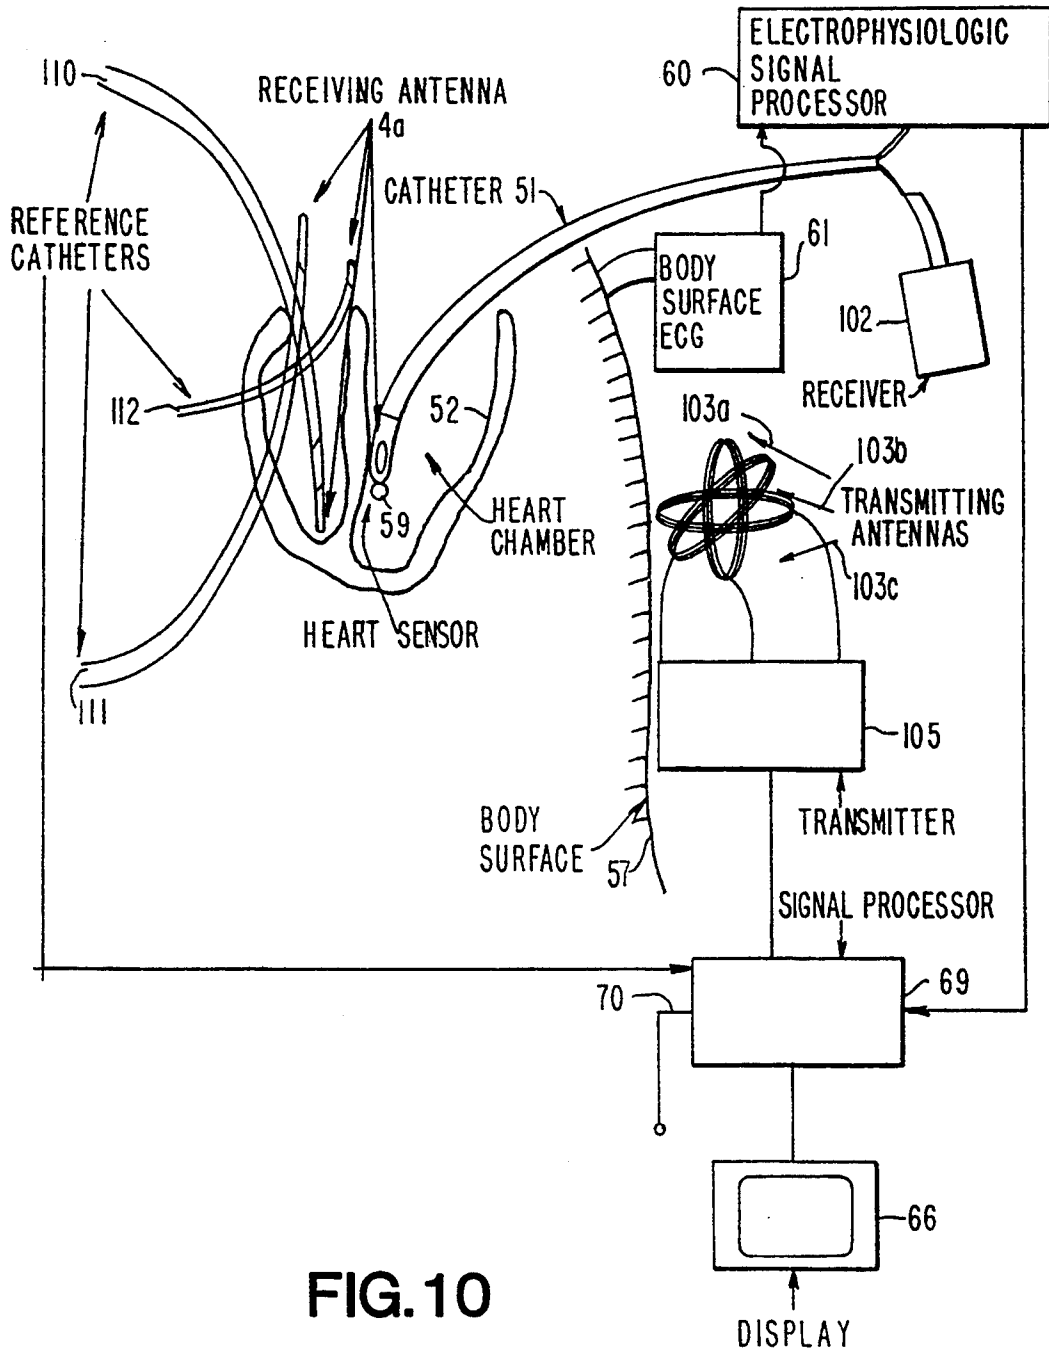 110
RECEIVING ANTENNA
4a
60
ELECTROPHYSIOLOGIC
SIGNAL
PROCESSOR
CATHETER 51
REFERENCE
CATHETERS
61
BODY
SURFACE
ECG
102
RECEIVER
112
52
59
HEART
CHAMBER
HEART SENSOR
103a
103b
TRANSMITTING
ANTENNAS
103c
111
105
TRANSMITTER
BODY
SURFACE
57
SIGNAL PROCESSOR
70
69
66
DISPLAY
FIG.10